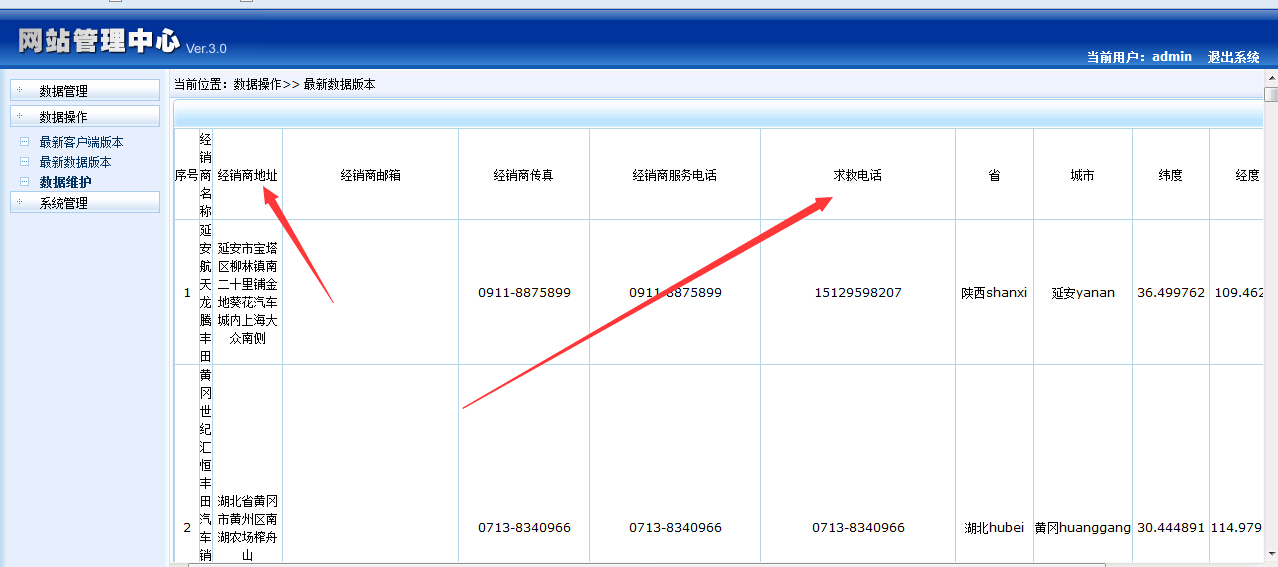 网站管理中心 Ver.3.0
当前用户：admin 退出系统
数据管理
数据操作
最新客户端版本
最新数据版本
数据维护
系统管理
当前位置：数据操作>> 最新数据版本
序号
经
销
商
名
称
经销商地址
经销商邮箱
经销商传真
经销商服务电话
求救电话
省
城市
纬度
经度
1
延
安
航
天
龙
腾
丰
田
延安市宝塔
区柳林镇南
二十里铺金
地葵花汽车
城内上海大
众南侧
0911-8875899
0911-8875899
15129598207
陕西shanxi
延安yanan
36.499762
109.462
2
黄
冈
世
纪
汇
恒
丰
田
汽
车
销
湖北省黄冈
市黄州区南
湖农场榨舟
山
0713-8340966
0713-8340966
0713-8340966
湖北hubei
黄冈huanggang
30.444891
114.979